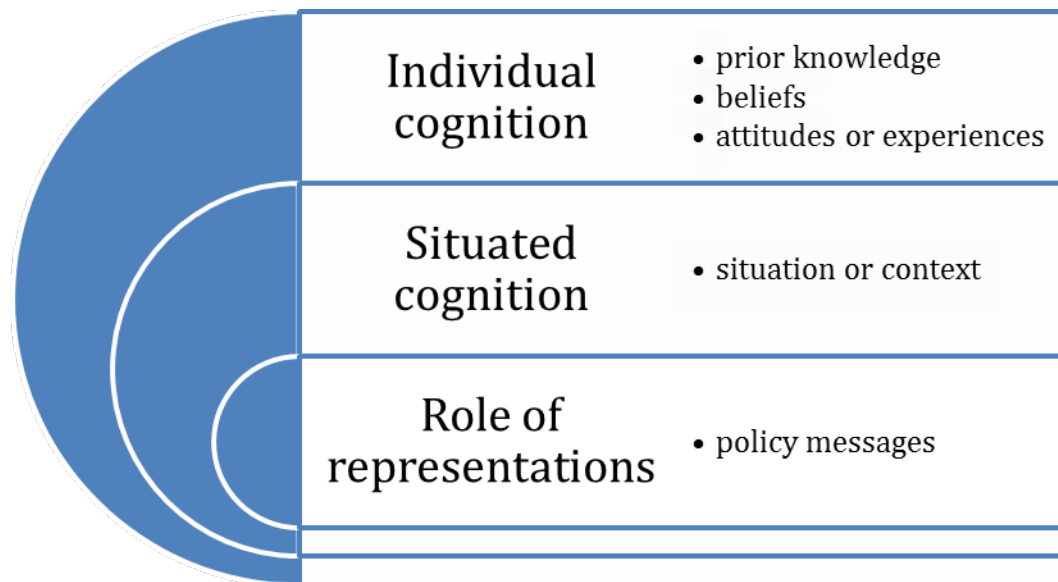 Individual
cognition
• prior knowledge
• beliefs
• attitudes or experiences
Situated
cognition
• situation or context
Role of
representations
• policy messages